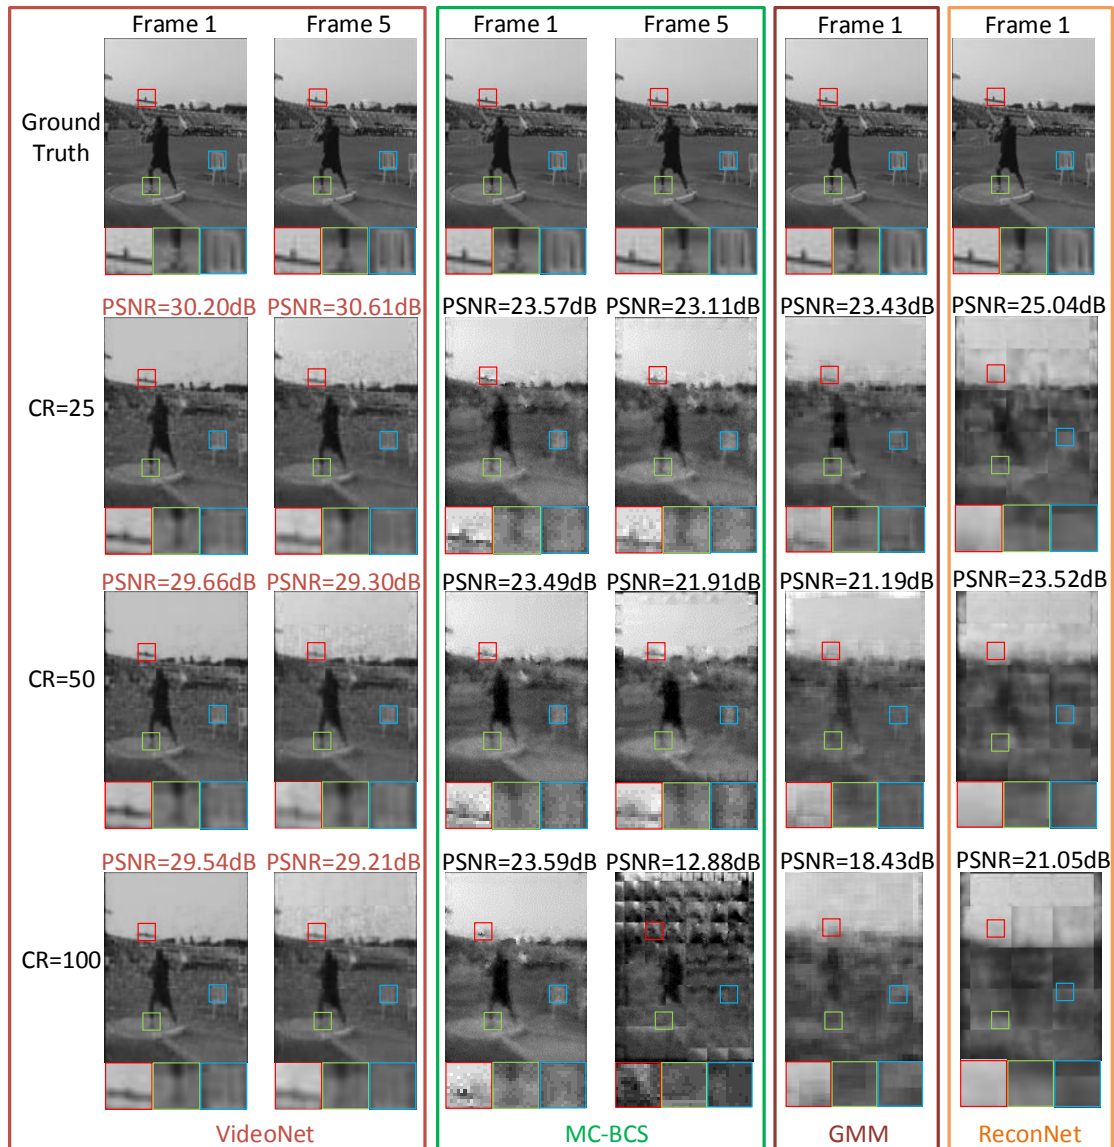 Frame 1 Frame 5 Frame 1 Frame 5 Frame 1 Frame 1
Ground
Truth
PSNR=30.20dB PSNR=30.61dB PSNR=23.57dB PSNR=23.11dB PSNR=23.43dB PSNR=25.04dB
CR=25
PSNR=29.66dB PSNR=29.30dB PSNR=23.49dB PSNR=21.91dB PSNR=21.19dB PSNR=23.52dB
CR=50
PSNR=29.54dB PSNR=29.21dB PSNR=23.59dB PSNR=12.88dB PSNR=18.43dB PSNR=21.05dB
CR=100
VideoNet MC-BCS GMM ReconNet